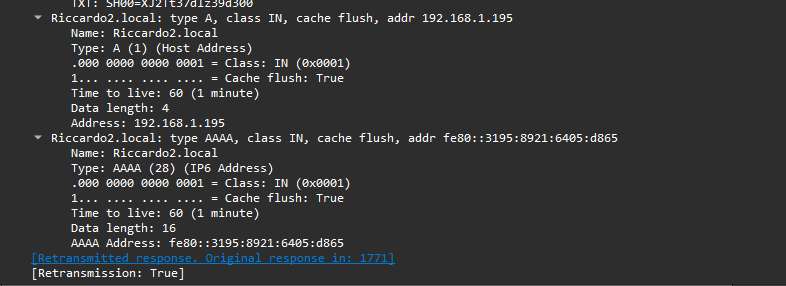 TXT: SH00=XJ2Tt37dlz39d300
Riccardo2.local: type A, class IN, cache flush, addr 192.168.1.195
Name: Riccardo2.local
Type: A (1) (Host Address)
.000 0000 0000 0001 = Class: IN (0x0001)
1... .... .... .... = Cache flush: True
Time to live: 60 (1 minute)
Data length: 4
Address: 192.168.1.195
Riccardo2.local: type AAAA, class IN, cache flush, addr fe80::3195:8921:6405:d865
Name: Riccardo2.local
Type: AAAA (28) (IP6 Address)
.000 0000 0000 0001 = Class: IN (0x0001)
1... .... .... .... = Cache flush: True
Time to live: 60 (1 minute)
Data length: 16
AAAA Address: fe80::3195:8921:6405:d865
[Retransmitted response. Original response in: 1771]
[Retransmission: True]